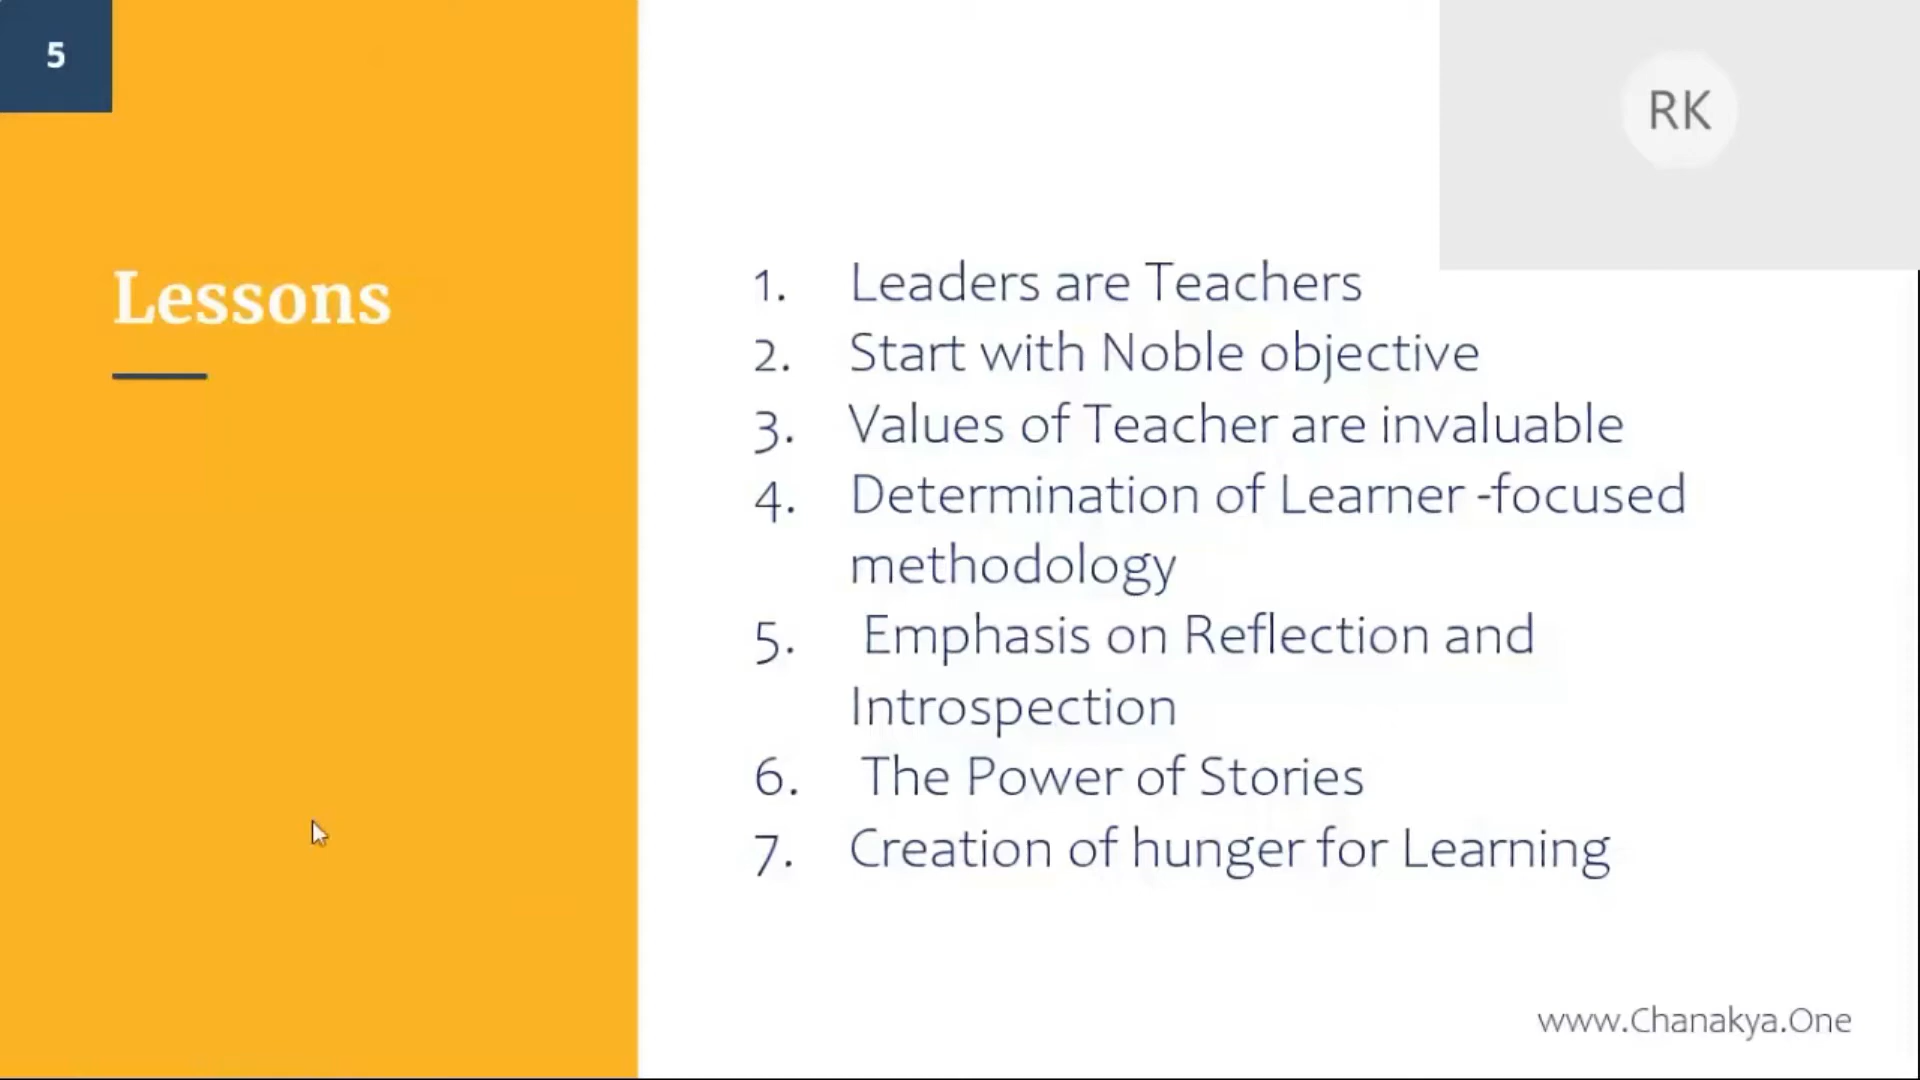 5
RK
Lessons
1. Leaders are Teachers
2. Start with Noble objective
3. Values of Teacher are invaluable
4. Determination of Learner -focused
methodology
5. Emphasis on Reflection and
Introspection
6. The Power of Stories
7. Creation of hunger for Learning
www.Chanakya.One